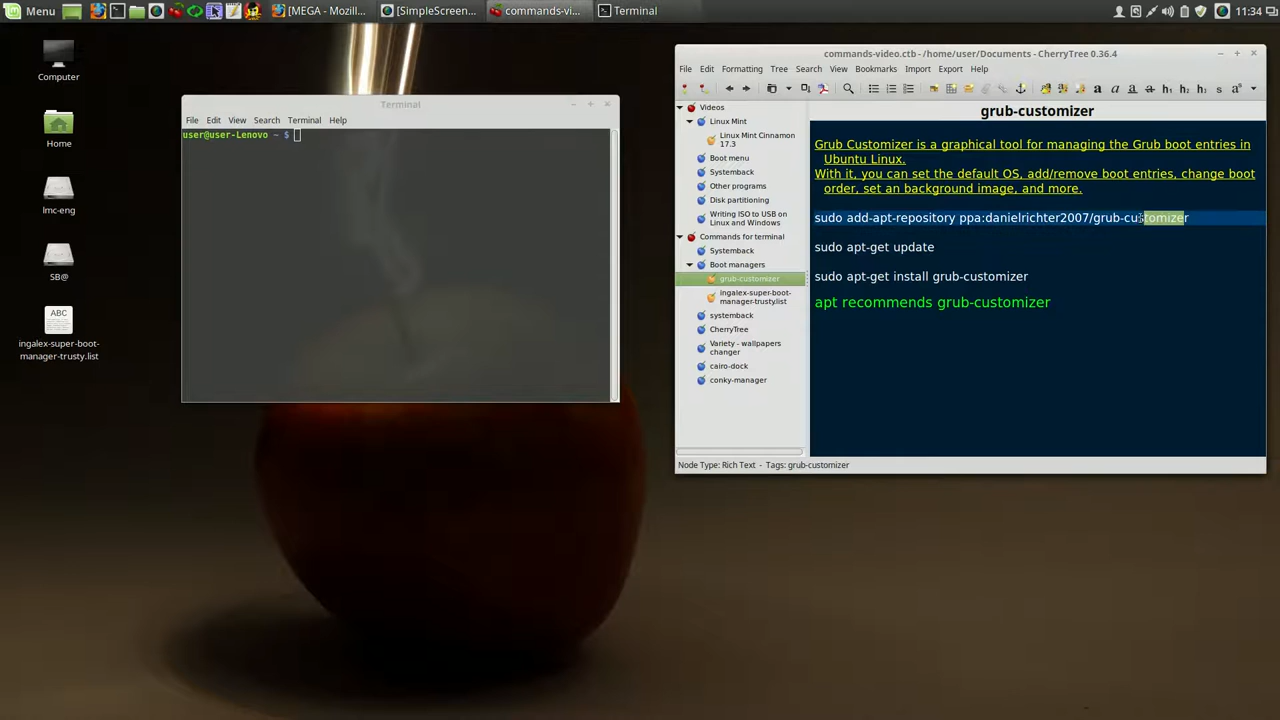 Menu
[MEGA - Mozill...
[SimpleScreen...
commands-vi...
Terminal
11:34
Computer
Home
lmc-eng
SB@
ABC
ingalex-super-boot-
manager-trusty.list
Terminal
File Edit View Search Terminal Help
user@user-Lenovo ~ $
commands-video.ctb - /home/user/Documents - CherryTree 0.36.4
File Edit Formatting Tree Search View Bookmarks Import Export Help
a a a a h1 h2 h3 s aˢ
Videos
Linux Mint
Linux Mint Cinnamon
17.3
Boot menu
Systemback
Other programs
Disk partitioning
Writing ISO to USB on
Linux and Windows
Commands for terminal
Systemback
Boot managers
grub-customizer
ingalex-super-boot-
manager-trusty.list
systemback
CherryTree
Variety - wallpapers
changer
cairo-dock
conky-manager
grub-customizer
Grub Customizer is a graphical tool for managing the Grub boot entries in
Ubuntu Linux.
With it, you can set the default OS, add/remove boot entries, change boot
order, set an background image, and more.
sudo add-apt-repository ppa:danielrichter2007/grub-customizer
sudo apt-get update
sudo apt-get install grub-customizer
apt recommends grub-customizer
Node Type: Rich Text - Tags: grub-customizer